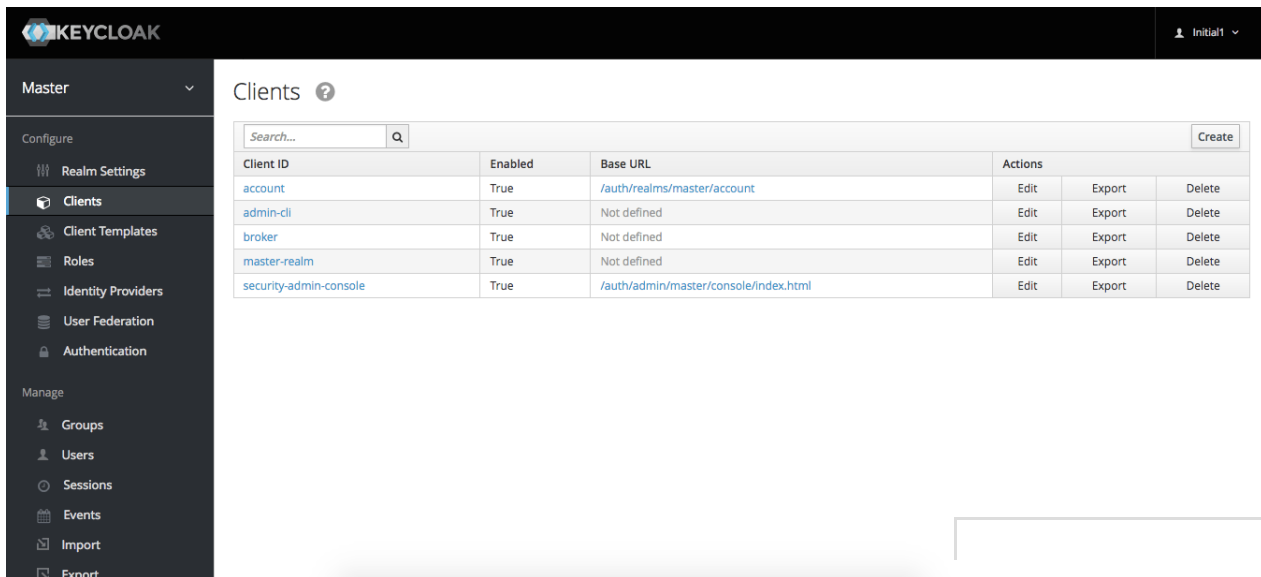 KEYCLOAK
Initial1
Master
Configure
Realm Settings
Clients
Client Templates
Roles
Identity Providers
User Federation
Authentication
Manage
Groups
Users
Sessions
Events
Import
Export
Clients
Search...
Create
Client ID Enabled Base URL Actions
account True /auth/realms/master/account Edit Export Delete
admin-cli True Not defined Edit Export Delete
broker True Not defined Edit Export Delete
master-realm True Not defined Edit Export Delete
security-admin-console True /auth/admin/master/console/index.html Edit Export Delete